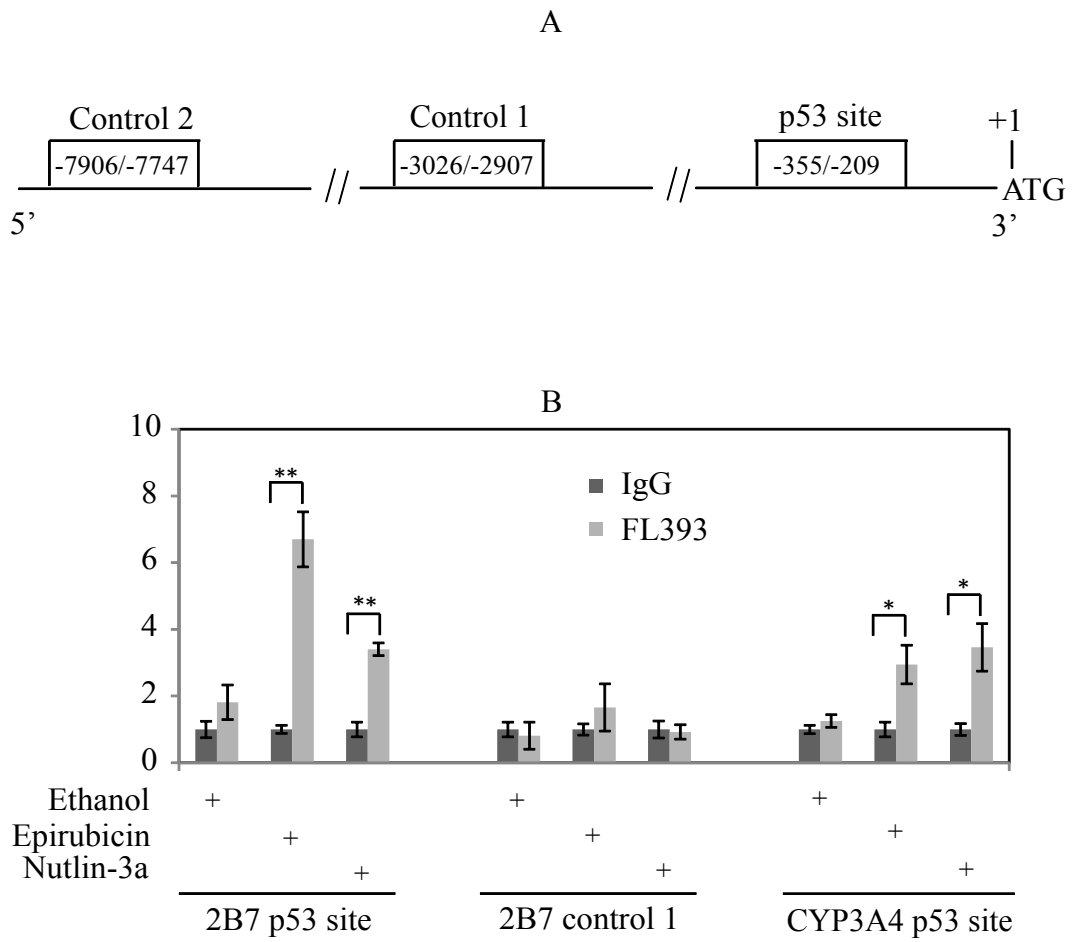 A
Control 2
Control 1
p53 site
+1
-7906/-7747
-3026/-2907
-355/-209
//
//
ATG
5’
3’
B
10
8
6
4
2
0
**
**
*
*
IgG
FL393
Ethanol + + +
Epirubicin + + +
Nutlin-3a + + +
2B7 p53 site
2B7 control 1
CYP3A4 p53 site